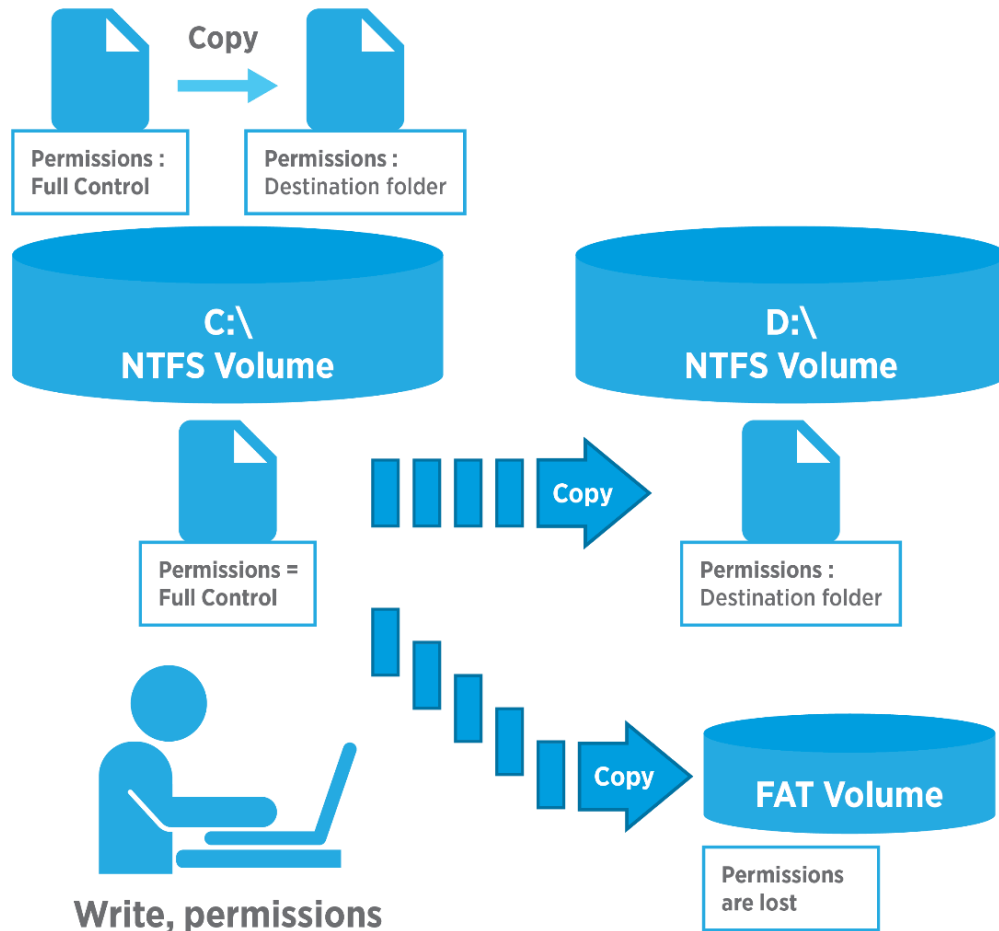 Copy
Permissions :
Full Control
Permissions :
Destination folder
C:\
NTFS Volume
D:\
NTFS Volume
Copy
Permissions =
Full Control
Permissions :
Destination folder
Copy
FAT Volume
Permissions
are lost
Write, permissions